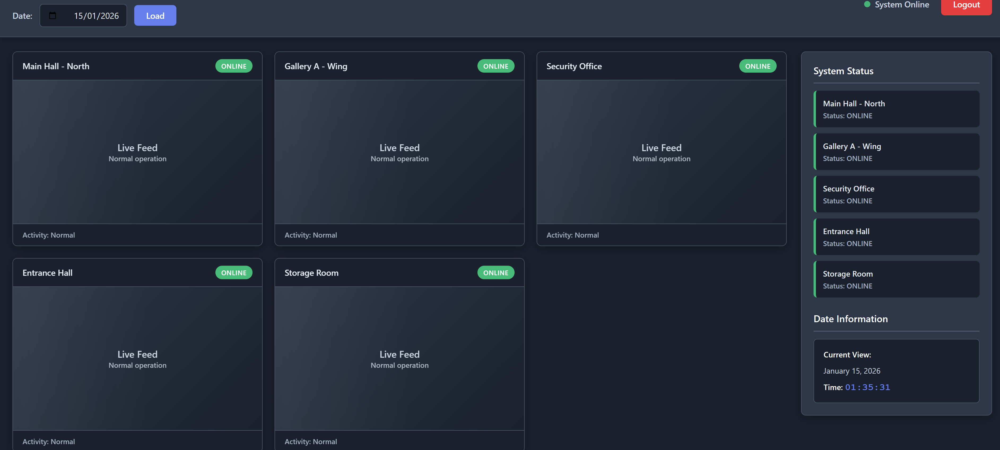 Date: 15/01/2026 Load
System Online Logout
Main Hall - North ONLINE
Live Feed
Normal operation
Activity: Normal
Gallery A - Wing ONLINE
Live Feed
Normal operation
Activity: Normal
Security Office ONLINE
Live Feed
Normal operation
Activity: Normal
Entrance Hall ONLINE
Live Feed
Normal operation
Activity: Normal
Storage Room ONLINE
Live Feed
Normal operation
Activity: Normal
System Status
Main Hall - North
Status: ONLINE
Gallery A - Wing
Status: ONLINE
Security Office
Status: ONLINE
Entrance Hall
Status: ONLINE
Storage Room
Status: ONLINE
Date Information
Current View:
January 15, 2026
Time: 01:35:31